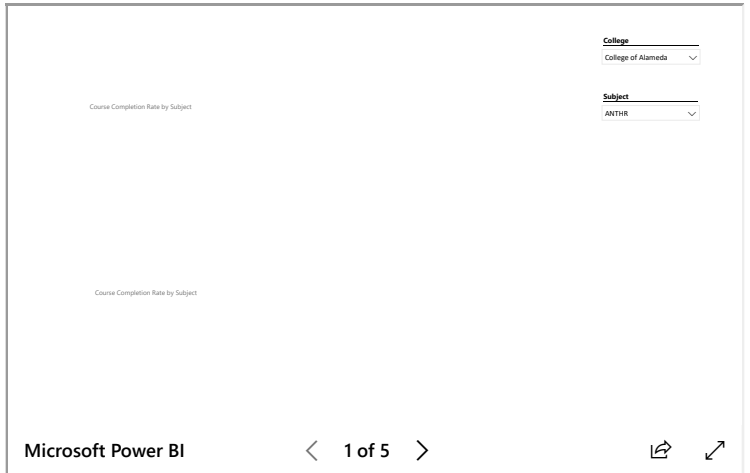 College
College of Alameda
Subject
ANTHR
Course Completion Rate by Subject
Course Completion Rate by Subject
Microsoft Power BI
1 of 5